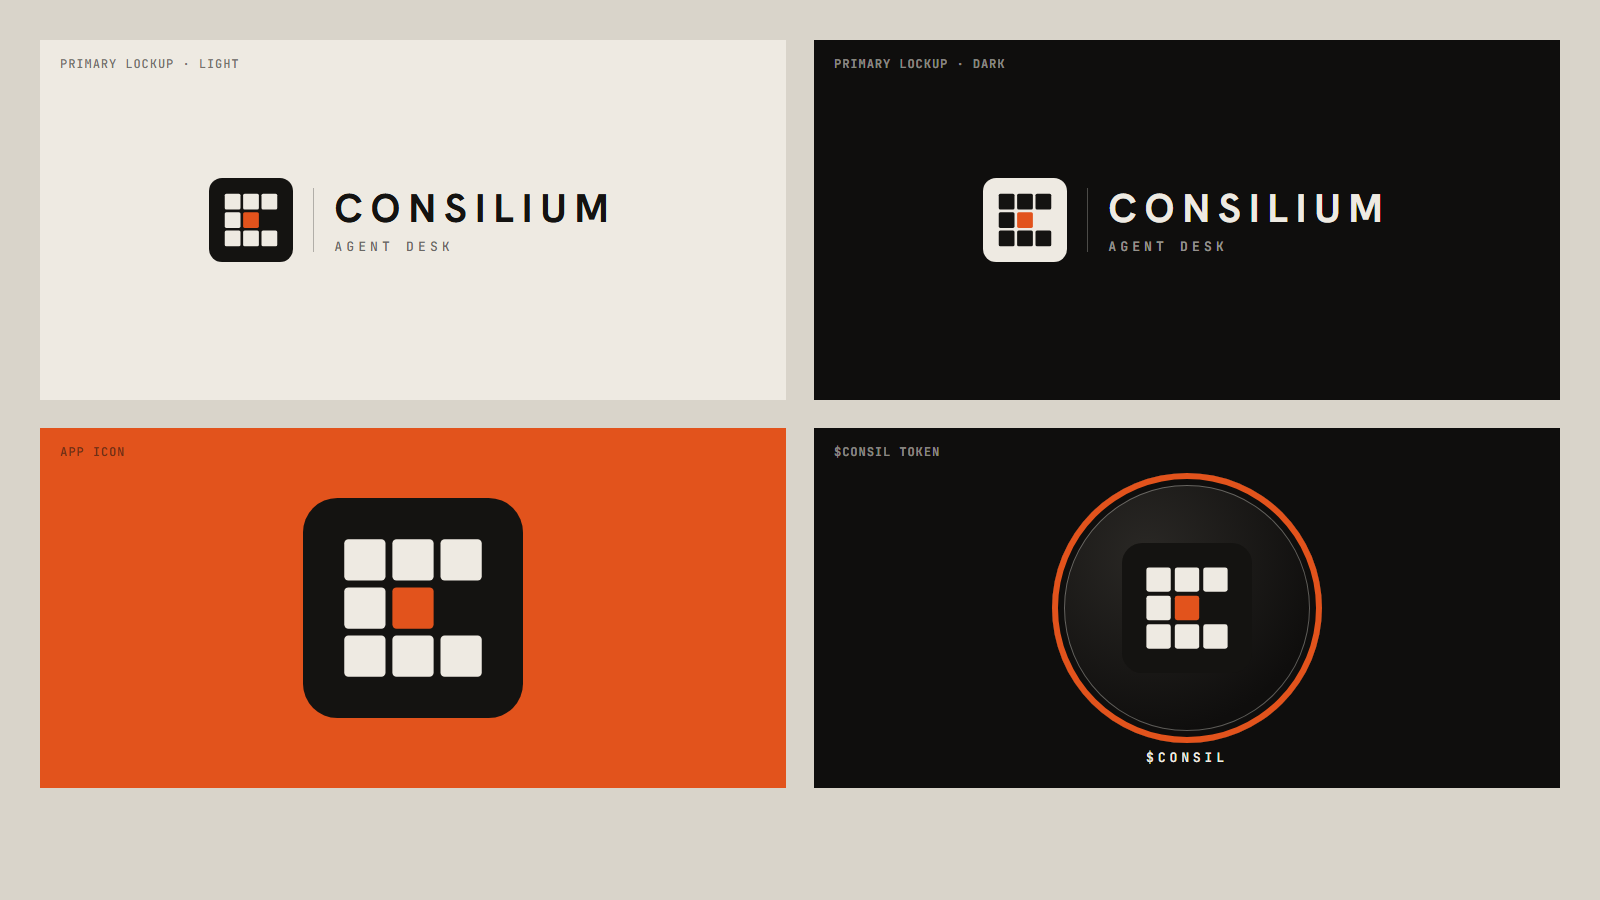 PRIMARY LOCKUP · LIGHT
CONSILIUM
AGENT DESK
PRIMARY LOCKUP · DARK
CONSILIUM
AGENT DESK
APP ICON
$CONSIL TOKEN
$CONSIL